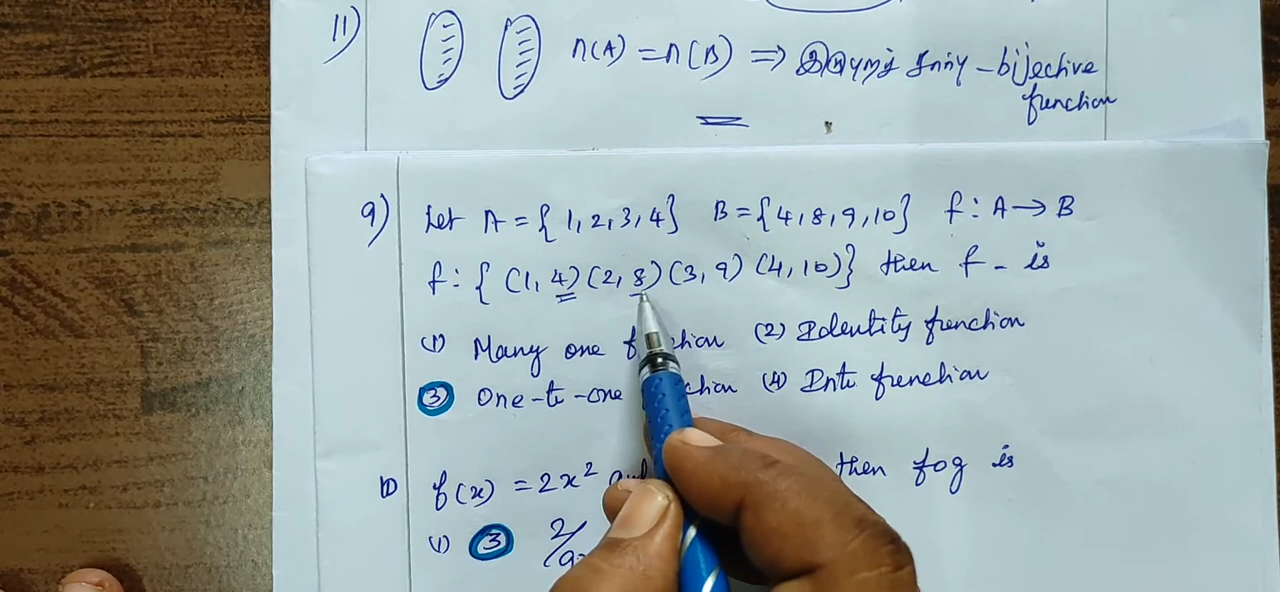 11) n(A) = n(B) ⇒ - bijective
function
9) Let A = { 1, 2, 3, 4 } B = { 4, 8, 9, 10 } f : A → B
f : { (1, 4) (2, 8) (3, 9) (4, 10) } then f - is
(1) Many one (2) Identity function
(3) One-to-one (4) Into function
10) f(x) = 2x² then fog is
(1) (3) 2/